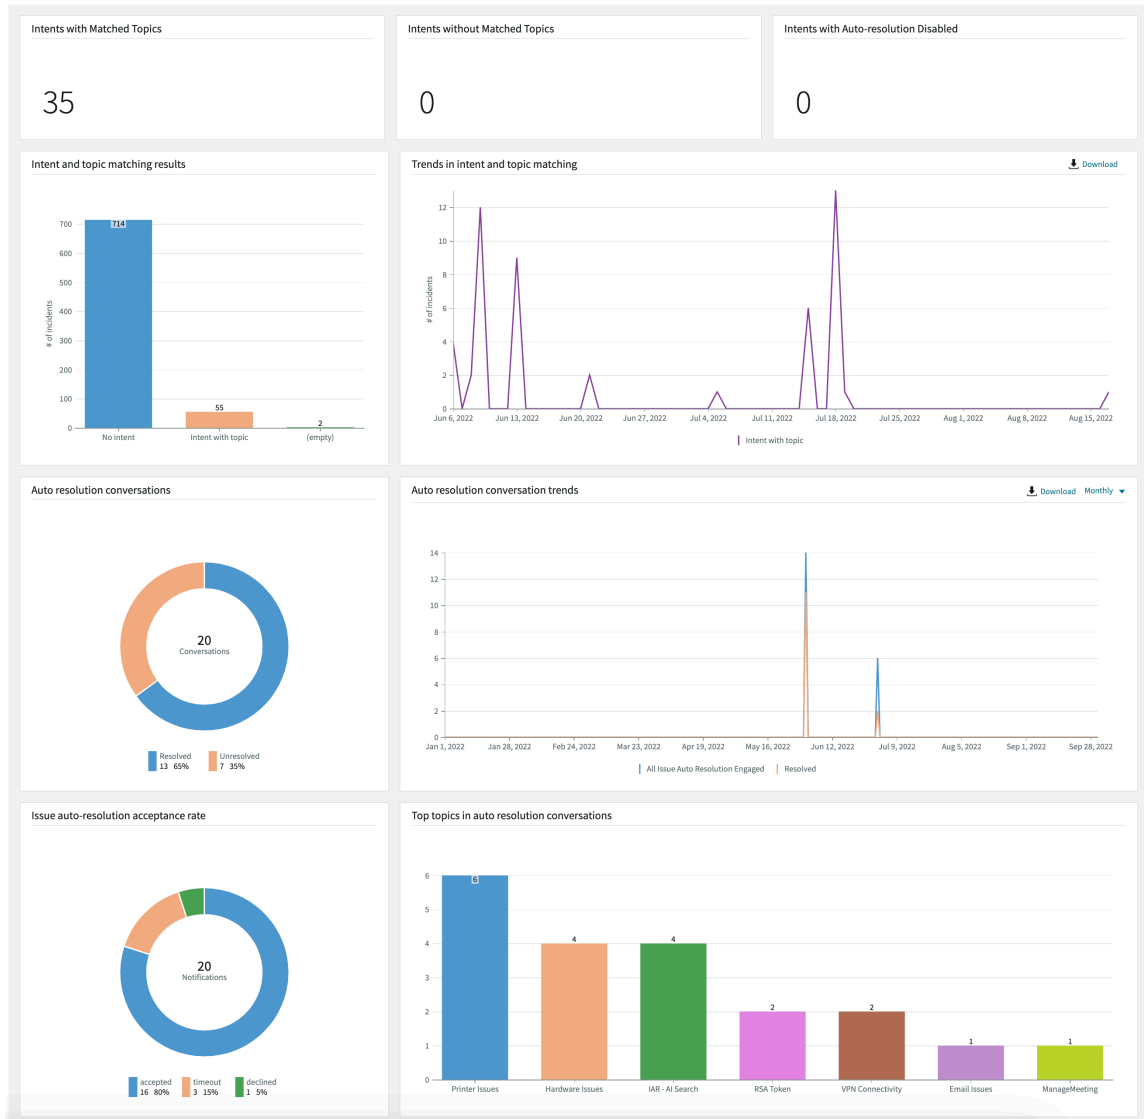 Intents with Matched Topics
35
Intents without Matched Topics
0
Intents with Auto-resolution Disabled
0
Intent and topic matching results
# of incidents
700
600
500
400
300
200
100
0
714
55
2
No intent
Intent with topic
(empty)
Trends in intent and topic matching
Download
# of incidents
12
10
8
6
4
2
0
Jun 6, 2022
Jun 13, 2022
Jun 20, 2022
Jun 27, 2022
Jul 4, 2022
Jul 11, 2022
Jul 18, 2022
Jul 25, 2022
Aug 1, 2022
Aug 8, 2022
Aug 15, 2022
Intent with topic
Auto resolution conversations
20
Conversations
Resolved
13 65%
Unresolved
7 35%
Auto resolution conversation trends
Download Monthly
14
12
10
8
6
4
2
0
Jan 1, 2022
Jan 28, 2022
Feb 24, 2022
Mar 23, 2022
Apr 19, 2022
May 16, 2022
Jun 12, 2022
Jul 9, 2022
Aug 5, 2022
Sep 1, 2022
Sep 28, 2022
All Issue Auto Resolution Engaged
Resolved
Issue auto-resolution acceptance rate
20
Notifications
accepted
16 80%
timeout
3 15%
declined
1 5%
Top topics in auto resolution conversations
6
5
4
3
2
1
0
6
4
4
2
2
1
1
Printer Issues
Hardware Issues
IAR - AI Search
RSA Token
VPN Connectivity
Email Issues
ManageMeeting